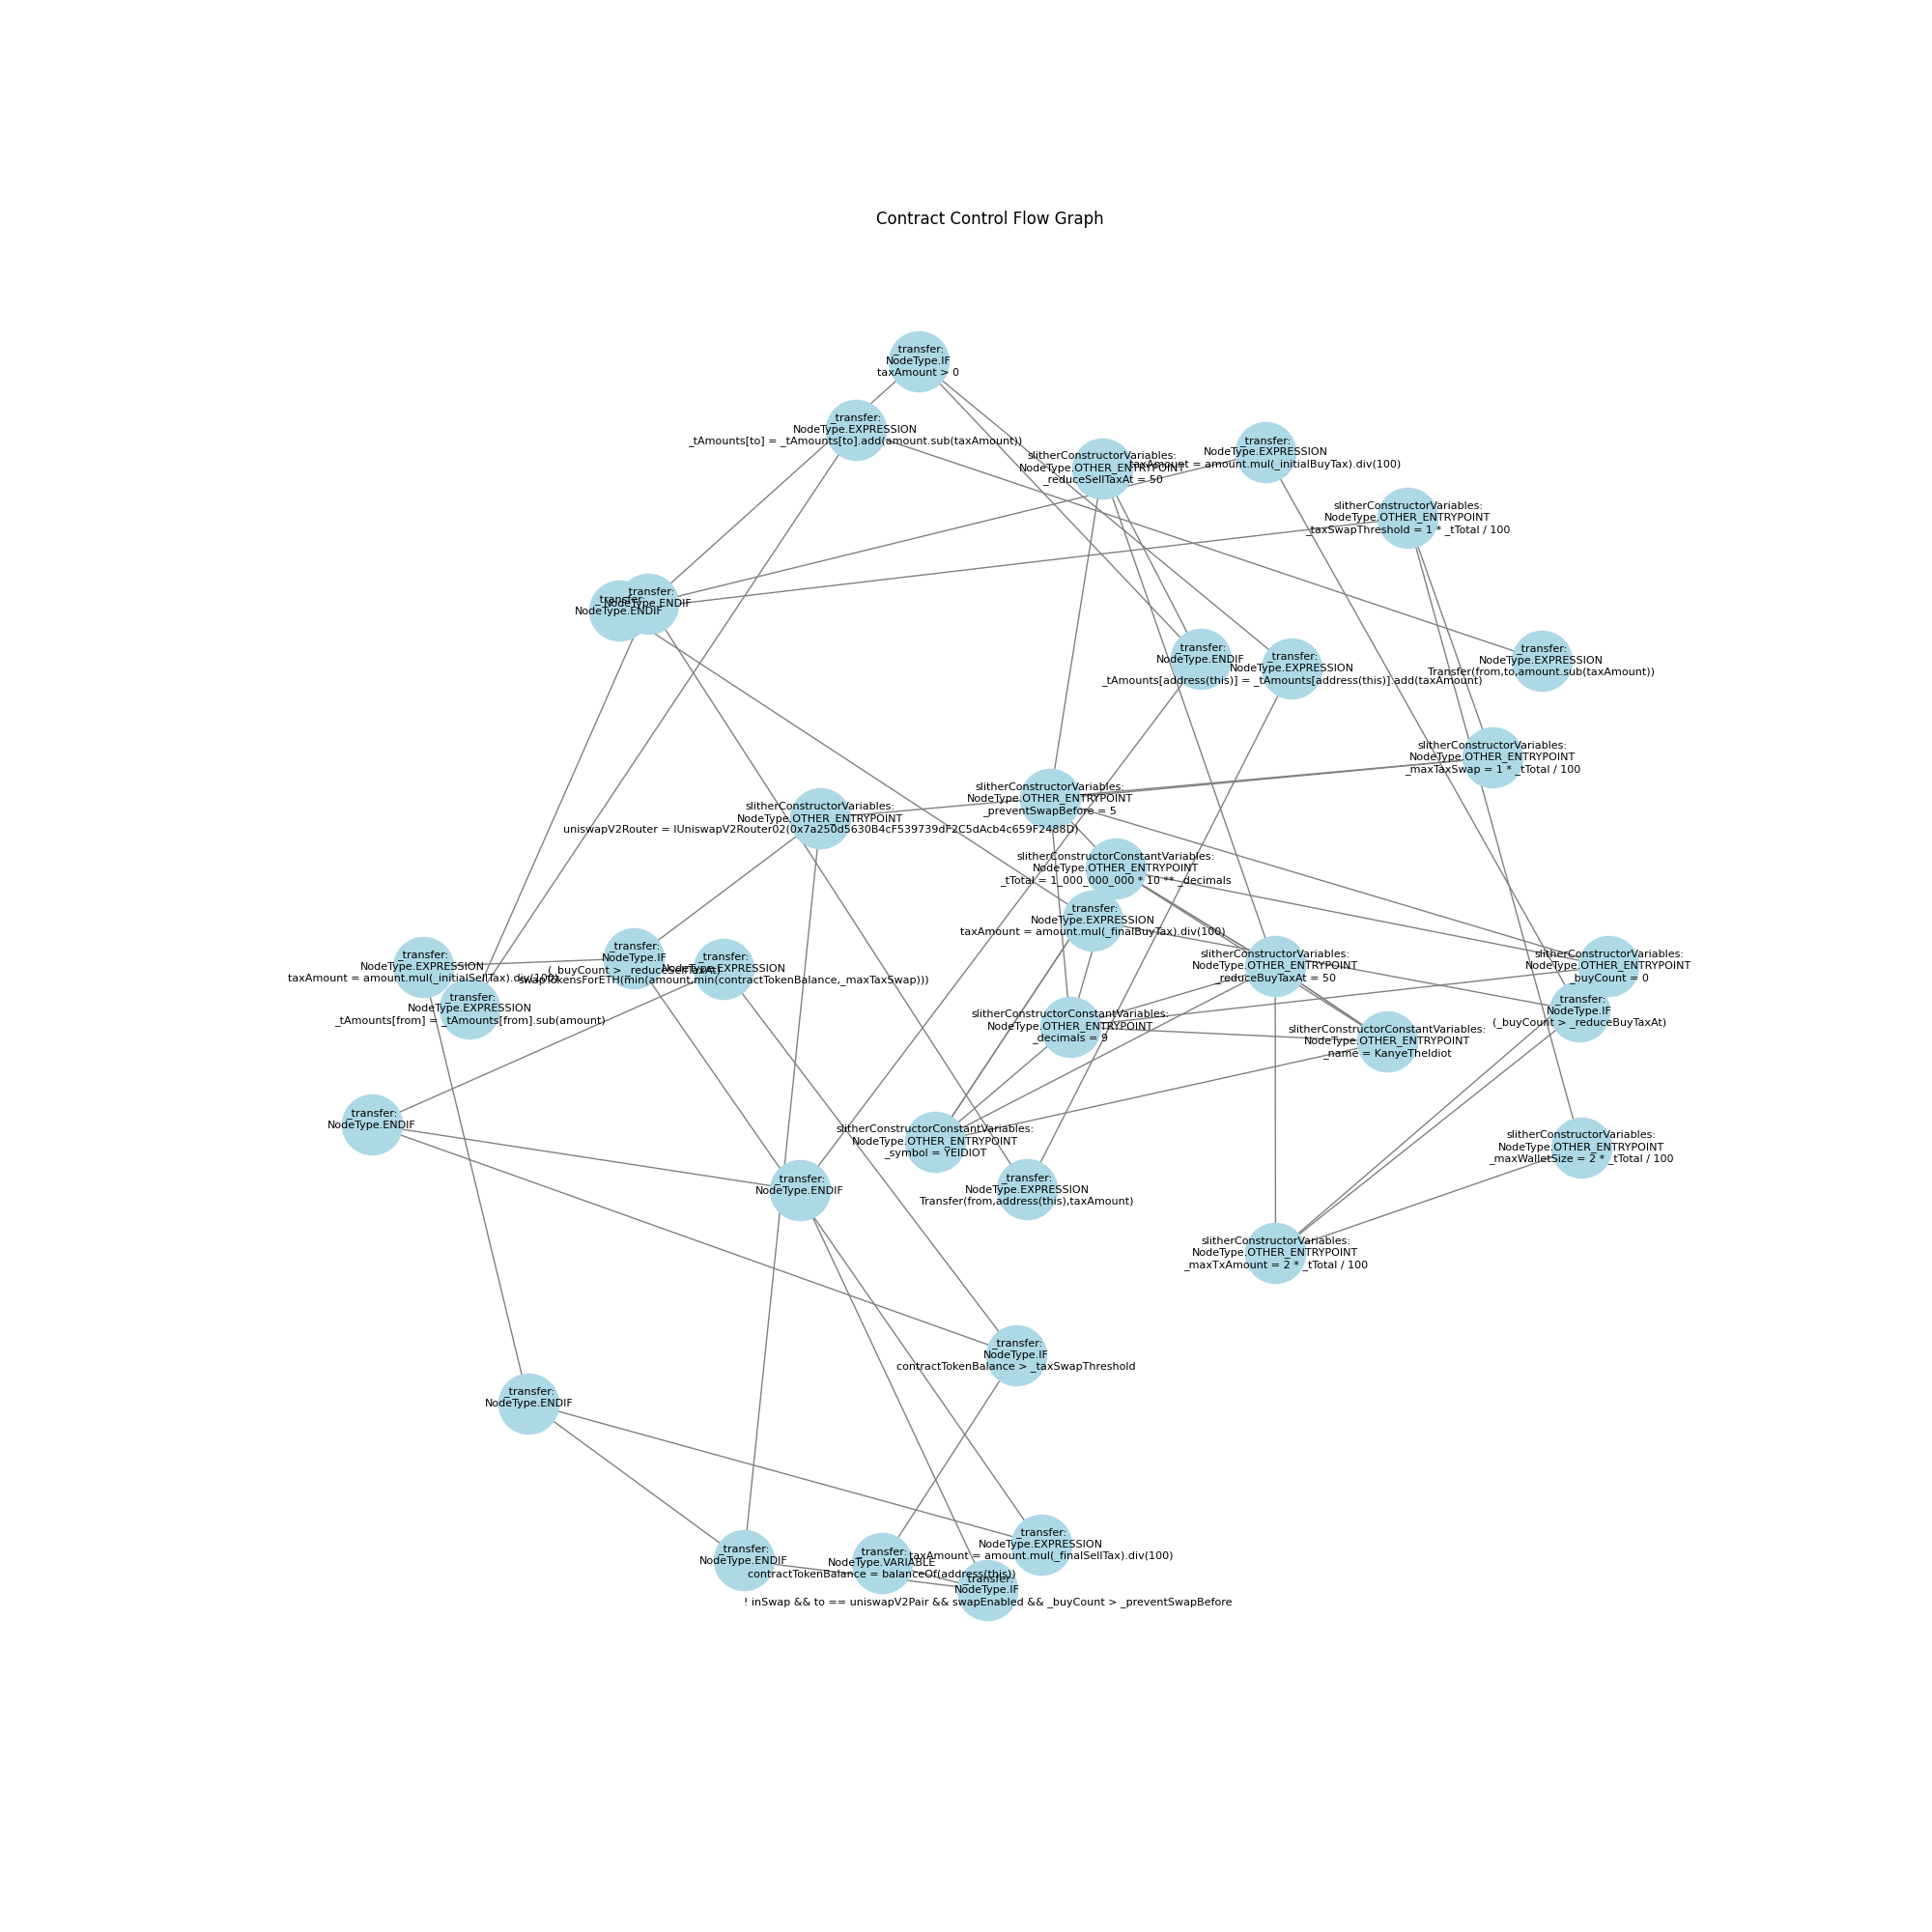 Contract Control Flow Graph
_transfer:
NodeType.IF
taxAmount > 0
_transfer:
NodeType.EXPRESSION
_tAmounts[to] = _tAmounts[to].add(amount.sub(taxAmount))
_transfer:
NodeType.EXPRESSION
taxAmount = amount.mul(_initialBuyTax).div(100)
slitherConstructorVariables:
NodeType.OTHER_ENTRYPOINT
_reduceSellTaxAt = 50
slitherConstructorVariables:
NodeType.OTHER_ENTRYPOINT
_taxSwapThreshold = 1 * _tTotal / 100
_transfer:
NodeType.ENDIF
_transfer:
NodeType.ENDIF
_transfer:
NodeType.ENDIF
_transfer:
NodeType.EXPRESSION
_tAmounts[address(this)] = _tAmounts[address(this)].add(taxAmount)
_transfer:
NodeType.EXPRESSION
Transfer(from,to,amount.sub(taxAmount))
slitherConstructorVariables:
NodeType.OTHER_ENTRYPOINT
_maxTaxSwap = 1 * _tTotal / 100
slitherConstructorVariables:
NodeType.OTHER_ENTRYPOINT
_preventSwapBefore = 5
slitherConstructorVariables:
NodeType.OTHER_ENTRYPOINT
uniswapV2Router = IUniswapV2Router02(0x7a250d5630B4cF539739dF2C5dAcb4c659F2488D)
slitherConstructorConstantVariables:
NodeType.OTHER_ENTRYPOINT
_tTotal = 1_000_000_000 * 10 ** _decimals
_transfer:
NodeType.EXPRESSION
taxAmount = amount.mul(_finalBuyTax).div(100)
_transfer:
NodeType.EXPRESSION
taxAmount = amount.mul(_initialSellTax).div(100)
_transfer:
NodeType.IF
(_buyCount > _reduceSellTaxAt)
_transfer:
NodeType.EXPRESSION
swapTokensForETH(min(amount,min(contractTokenBalance,_maxTaxSwap)))
slitherConstructorVariables:
NodeType.OTHER_ENTRYPOINT
_reduceBuyTaxAt = 50
slitherConstructorVariables:
NodeType.OTHER_ENTRYPOINT
_buyCount = 0
_transfer:
NodeType.EXPRESSION
_tAmounts[from] = _tAmounts[from].sub(amount)
_transfer:
NodeType.IF
(_buyCount > _reduceBuyTaxAt)
slitherConstructorConstantVariables:
NodeType.OTHER_ENTRYPOINT
_decimals = 9
slitherConstructorConstantVariables:
NodeType.OTHER_ENTRYPOINT
_name = KanyeTheIdiot
_transfer:
NodeType.ENDIF
slitherConstructorConstantVariables:
NodeType.OTHER_ENTRYPOINT
_symbol = YEIDIOT
slitherConstructorVariables:
NodeType.OTHER_ENTRYPOINT
_maxWalletSize = 2 * _tTotal / 100
_transfer:
NodeType.ENDIF
_transfer:
NodeType.EXPRESSION
Transfer(from,address(this),taxAmount)
slitherConstructorVariables:
NodeType.OTHER_ENTRYPOINT
_maxTxAmount = 2 * _tTotal / 100
_transfer:
NodeType.IF
contractTokenBalance > _taxSwapThreshold
_transfer:
NodeType.ENDIF
_transfer:
NodeType.EXPRESSION
taxAmount = amount.mul(_finalSellTax).div(100)
_transfer:
NodeType.ENDIF
_transfer:
NodeType.VARIABLE
contractTokenBalance = balanceOf(address(this))
_transfer:
NodeType.IF
! inSwap && to == uniswapV2Pair && swapEnabled && _buyCount > _preventSwapBefore